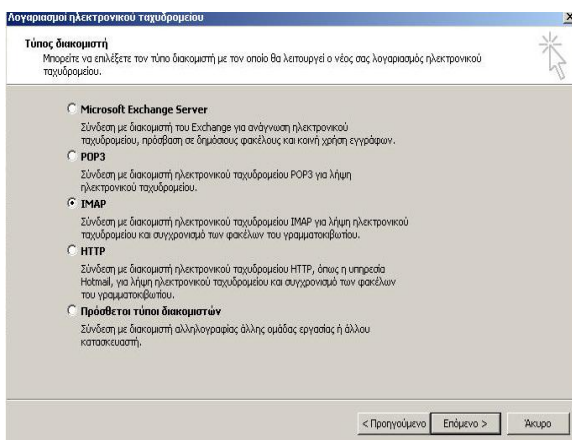 Λογαριασμοί ηλεκτρονικού ταχυδρομείου
Τύπος διακομιστή
Μπορείτε να επιλέξετε τον τύπο διακομιστή με τον οποίο θα λειτουργεί ο νέος σας λογαριασμός ηλεκτρονικού
ταχυδρομείου.
Microsoft Exchange Server
Σύνδεση με διακομιστή του Exchange για ανάγνωση ηλεκτρονικού
ταχυδρομείου, πρόσβαση σε δημόσιους φακέλους και κοινή χρήση εγγράφων.
POP3
Σύνδεση με διακομιστή ηλεκτρονικού ταχυδρομείου POP3 για λήψη
ηλεκτρονικού ταχυδρομείου.
IMAP
Σύνδεση με διακομιστή ηλεκτρονικού ταχυδρομείου IMAP για λήψη ηλεκτρονικού
ταχυδρομείου και συγχρονισμό των φακέλων του γραμματοκιβωτίου.
HTTP
Σύνδεση με διακομιστή ηλεκτρονικού ταχυδρομείου HTTP, όπως η υπηρεσία
Hotmail, για λήψη ηλεκτρονικού ταχυδρομείου και συγχρονισμό των φακέλων
του γραμματοκιβωτίου.
Πρόσθετοι τύποι διακομιστών
Σύνδεση με διακομιστή αλληλογραφίας άλλης ομάδας εργασίας ή άλλου
κατασκευαστή.
< Προηγούμενο Επόμενο > Άκυρο